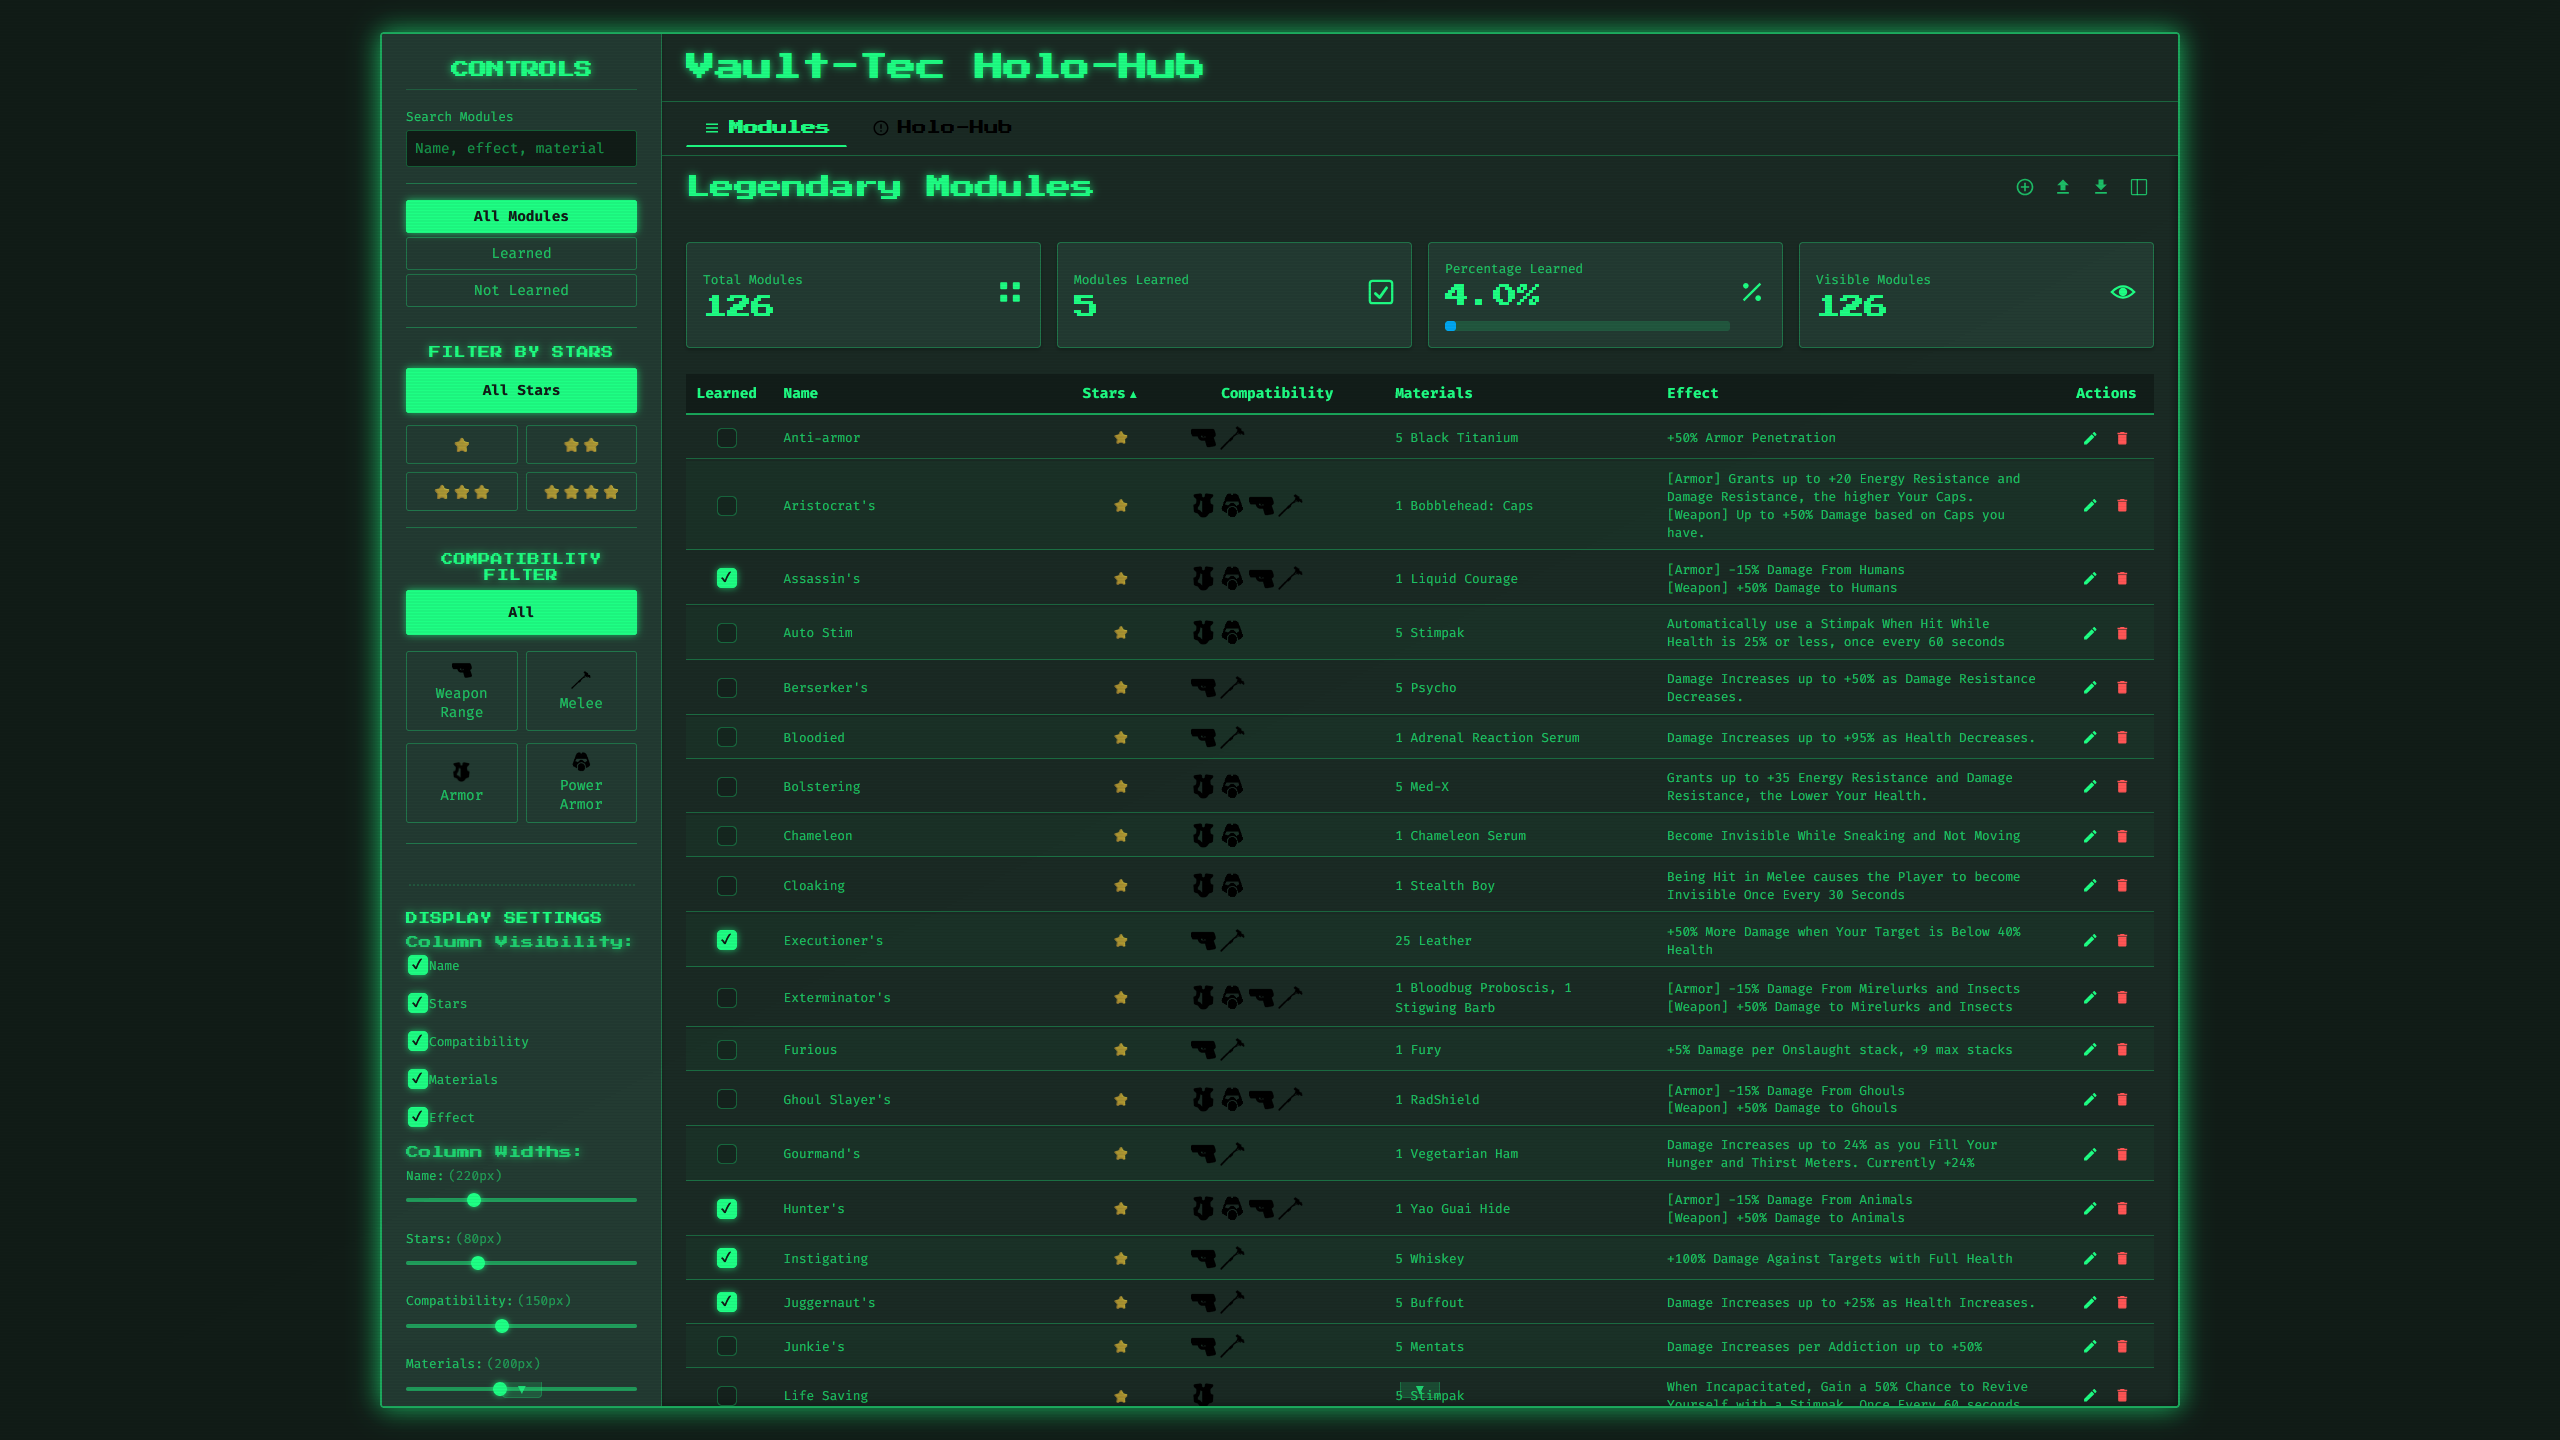 CONTROLS
Search Modules
Name, effect, material
All Modules
Learned
Not Learned
FILTER BY STARS
All Stars
COMPATIBILITY
FILTER
All
Weapon
Range
Melee
Armor
Power
Armor
DISPLAY SETTINGS
Column Visibility:
Name
Stars
Compatibility
Materials
Effect
Column Widths:
Name: (220px)
Stars: (80px)
Compatibility: (150px)
Materials: (200px)
Vault-Tec Holo-Hub
Modules Holo-Hub
Legendary Modules
Total Modules
126
Modules Learned
5
Percentage Learned
4.0%
Visible Modules
126
Learned Name Stars ▲ Compatibility Materials Effect Actions
Anti-armor 5 Black Titanium +50% Armor Penetration
Aristocrat's 1 Bobblehead: Caps [Armor] Grants up to +20 Energy Resistance and
Damage Resistance, the higher Your Caps.
[Weapon] Up to +50% Damage based on Caps you
have.
Assassin's 1 Liquid Courage [Armor] -15% Damage From Humans
[Weapon] +50% Damage to Humans
Auto Stim 5 Stimpak Automatically use a Stimpak When Hit While
Health is 25% or less, once every 60 seconds
Berserker's 5 Psycho Damage Increases up to +50% as Damage Resistance
Decreases.
Bloodied 1 Adrenal Reaction Serum Damage Increases up to +95% as Health Decreases.
Bolstering 5 Med-X Grants up to +35 Energy Resistance and Damage
Resistance, the Lower Your Health.
Chameleon 1 Chameleon Serum Become Invisible While Sneaking and Not Moving
Cloaking 1 Stealth Boy Being Hit in Melee causes the Player to become
Invisible Once Every 30 Seconds
Executioner's 25 Leather +50% More Damage when Your Target is Below 40%
Health
Exterminator's 1 Bloodbug Proboscis, 1
Stigwing Barb [Armor] -15% Damage From Mirelurks and Insects
[Weapon] +50% Damage to Mirelurks and Insects
Furious 1 Fury +5% Damage per Onslaught stack, +9 max stacks
Ghoul Slayer's 1 RadShield [Armor] -15% Damage From Ghouls
[Weapon] +50% Damage to Ghouls
Gourmand's 1 Vegetarian Ham Damage Increases up to 24% as you Fill Your
Hunger and Thirst Meters. Currently +24%
Hunter's 1 Yao Guai Hide [Armor] -15% Damage From Animals
[Weapon] +50% Damage to Animals
Instigating 5 Whiskey +100% Damage Against Targets with Full Health
Juggernaut's 5 Buffout Damage Increases up to +25% as Health Increases.
Junkie's 5 Mentats Damage Increases per Addiction up to +50%
Life Saving 5 Stimpak When Incapacitated, Gain a 50% Chance to Revive
Yourself with a Stimpak, Once Every 60 seconds